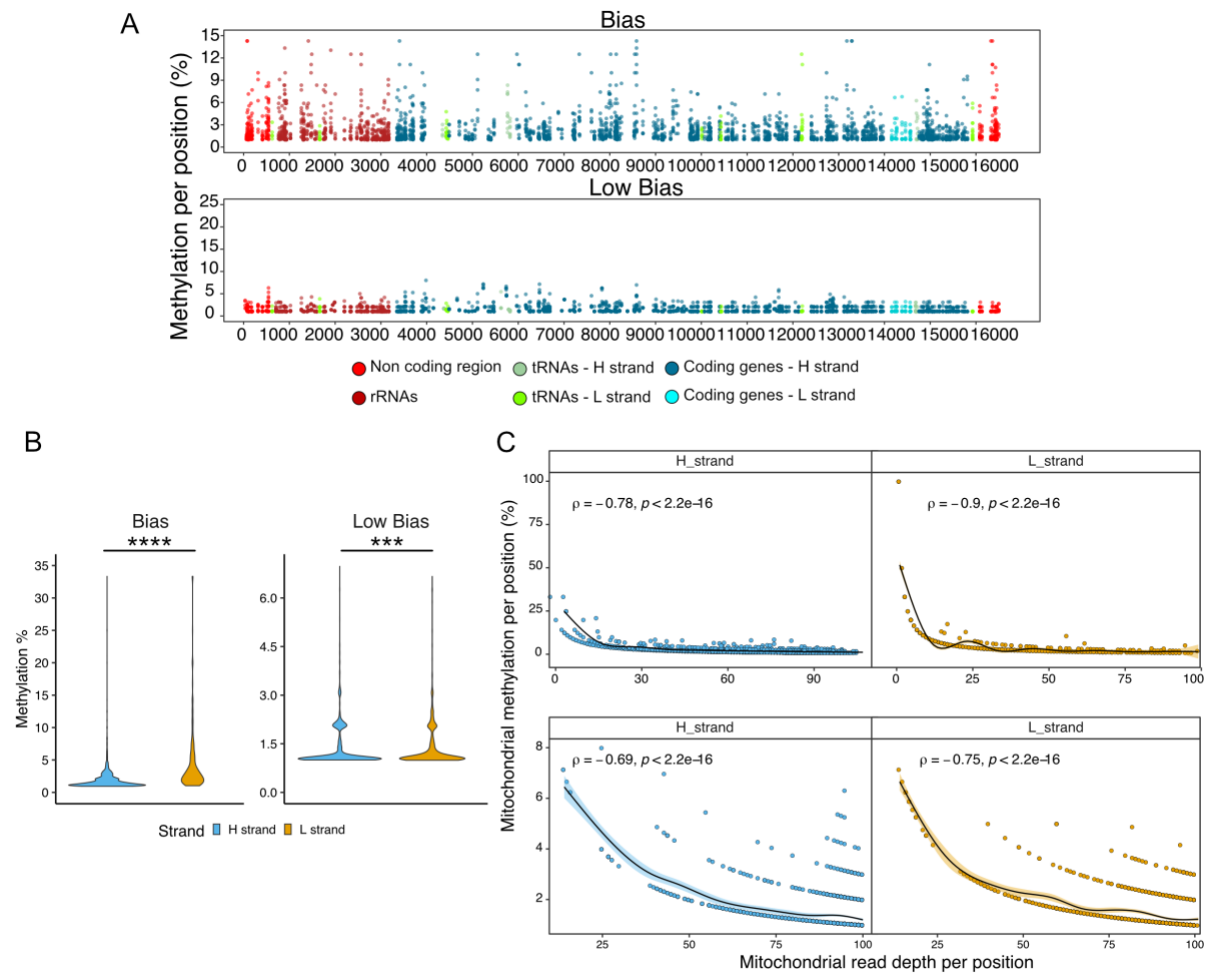 A
Bias
Methylation per position (%)
15
12
9
6
3
0
0 1000 2000 3000 4000 5000 6000 7000 8000 9000 10000 11000 12000 13000 14000 15000 16000
Low Bias
25
20
15
10
5
0
0 1000 2000 3000 4000 5000 6000 7000 8000 9000 10000 11000 12000 13000 14000 15000 16000
Non coding region tRNAs - H strand Coding genes - H strand
rRNAs tRNAs - L strand Coding genes - L strand
B
Bias
****
Methylation %
35
30
25
20
15
10
5
0
Low Bias
***
6.0
4.5
3.0
1.5
0.0
Strand H strand L strand
C
Mitochondrial methylation per position (%)
H_strand L_strand
ρ = −0.78, p < 2.2e−16 ρ = −0.9, p < 2.2e−16
100
75
50
25
0
0 30 60 90 0 25 50 75 100
H_strand L_strand
ρ = −0.69, p < 2.2e−16 ρ = −0.75, p < 2.2e−16
8
6
4
2
25 50 75 100 25 50 75 100
Mitochondrial read depth per position